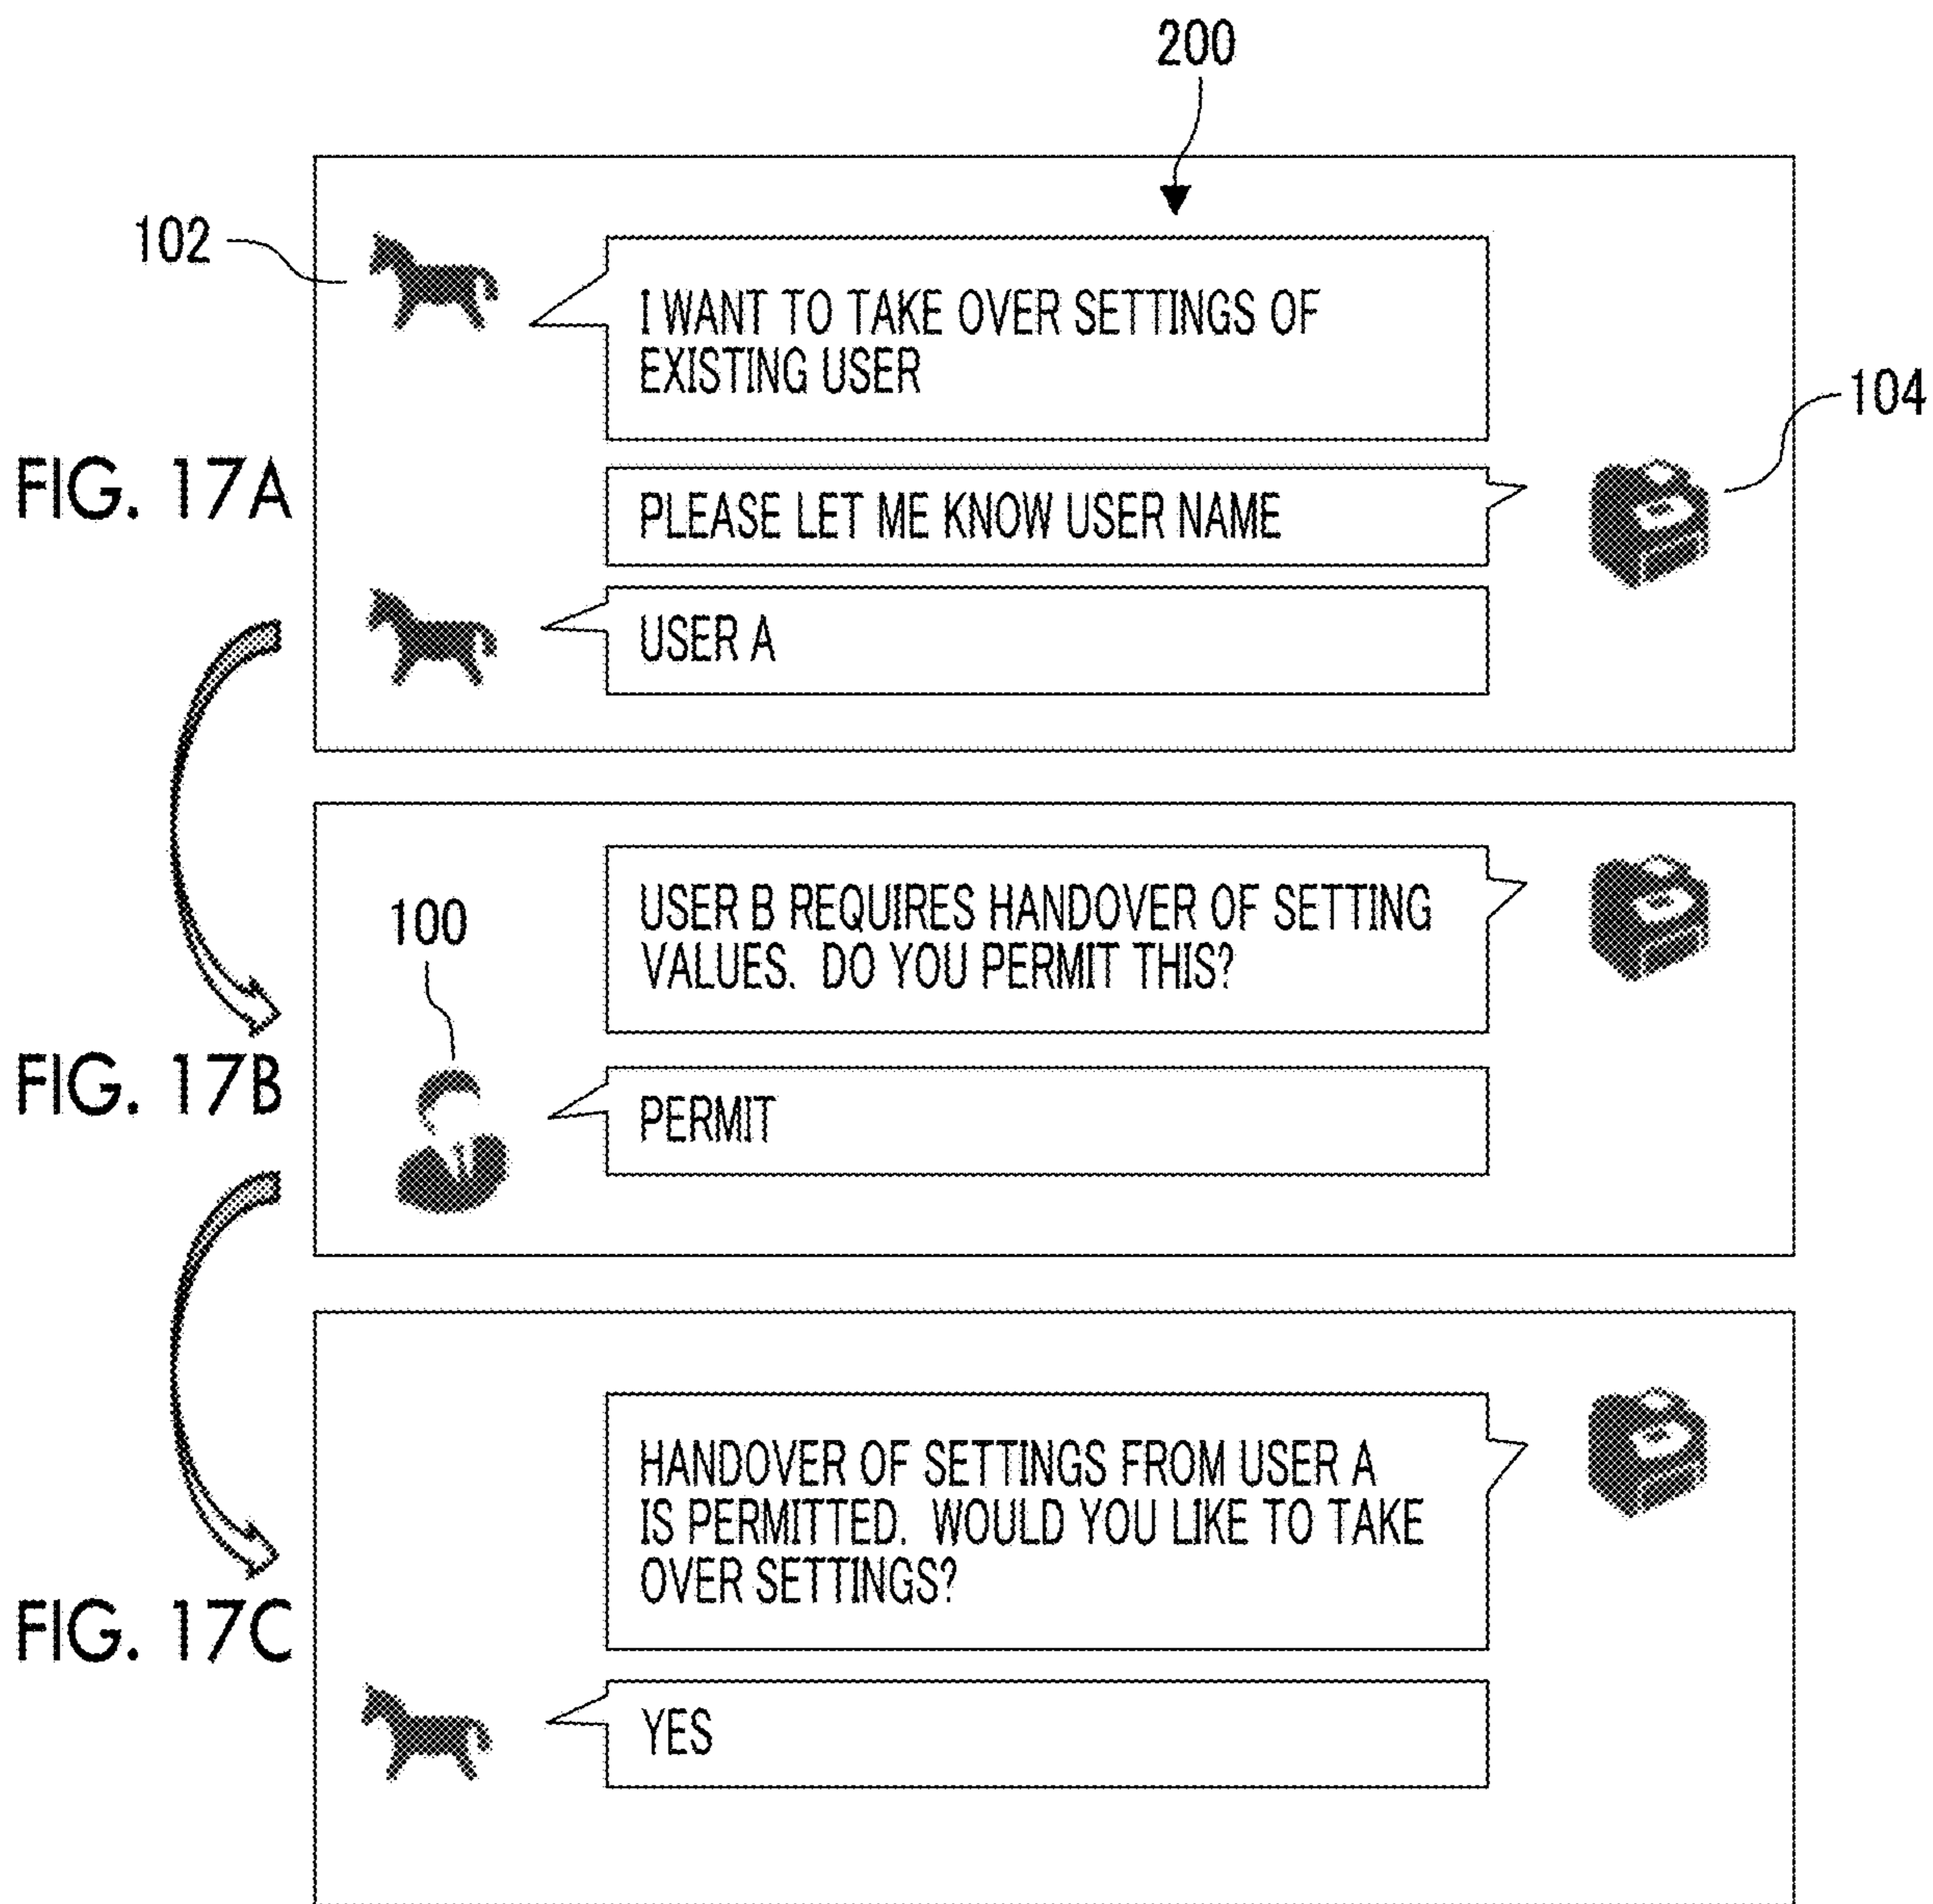 200
102
I WANT TO TAKE OVER SETTINGS OF
EXISTING USER
104
FIG. 17A
PLEASE LET ME KNOW USER NAME
USER A
USER B REQUIRES HANDOVER OF SETTING
VALUES. DO YOU PERMIT THIS?
100
FIG. 17B
PERMIT
HANDOVER OF SETTINGS FROM USER A
IS PERMITTED. WOULD YOU LIKE TO TAKE
OVER SETTINGS?
FIG. 17C
YES